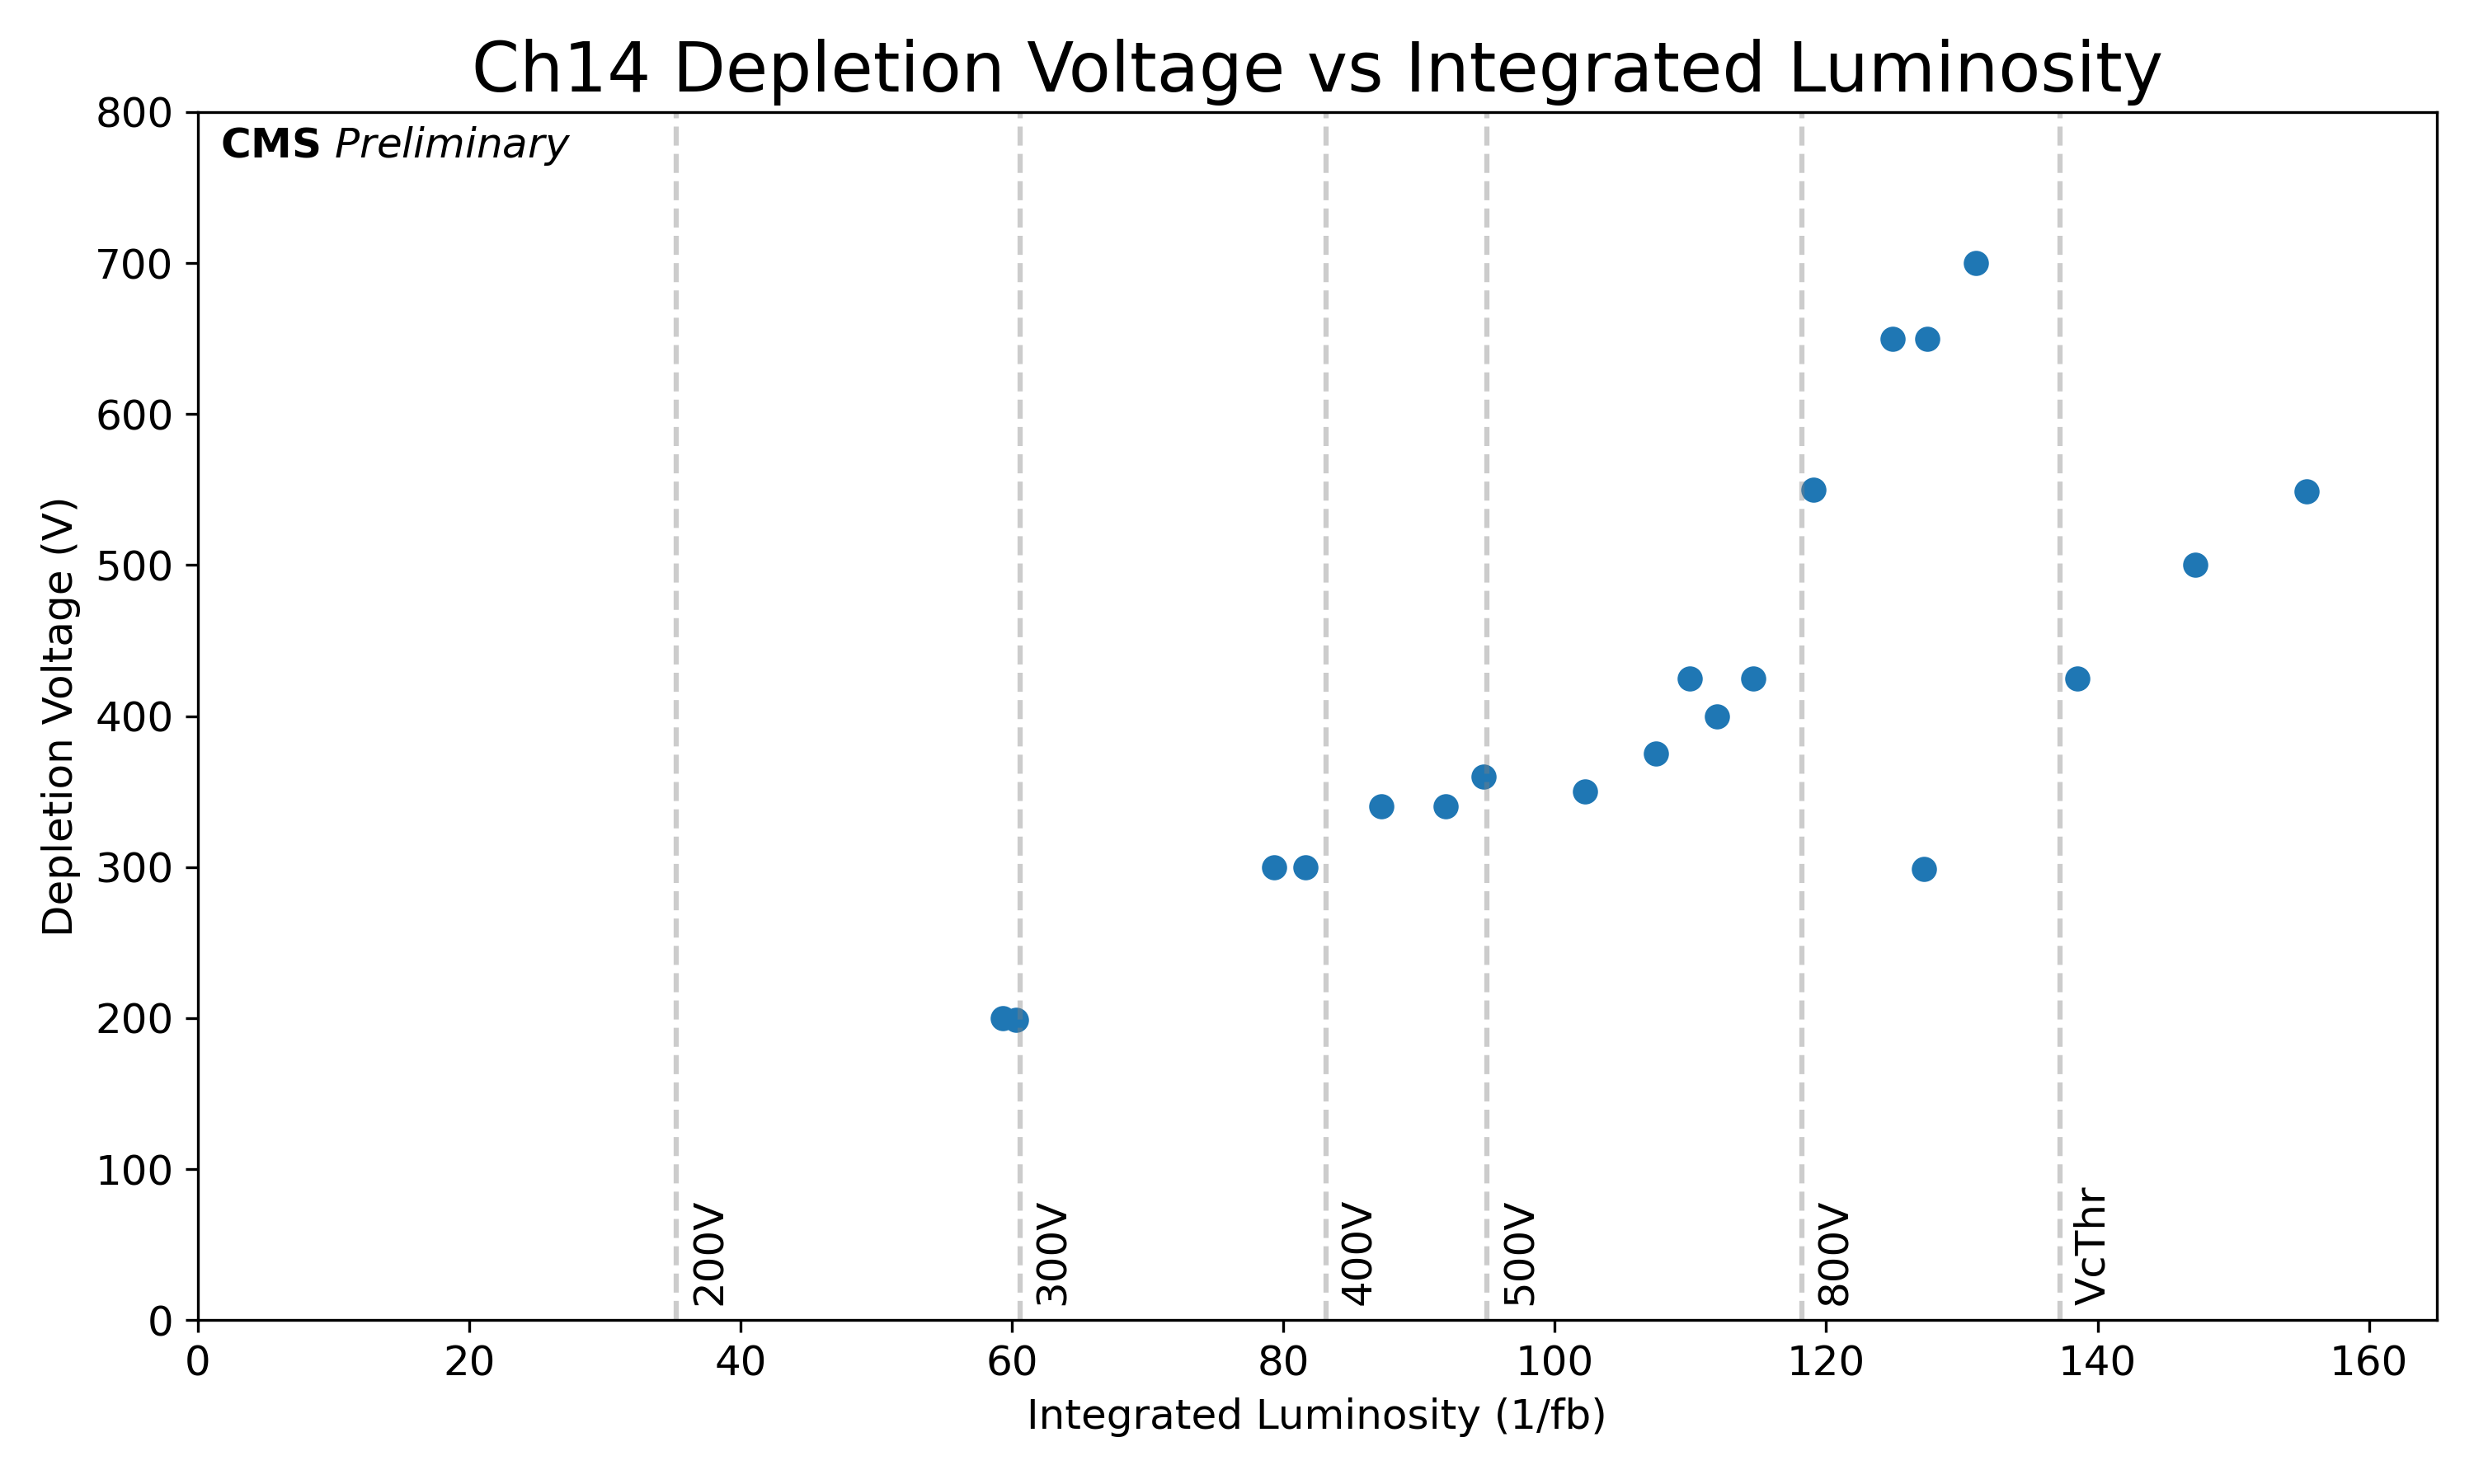 Ch14 Depletion Voltage vs Integrated Luminosity
CMS Preliminary
Depletion Voltage (V)
800
700
600
500
400
300
200
100
0
200V
300V
400V
500V
800V
VcThr
0 20 40 60 80 100 120 140 160
Integrated Luminosity (1/fb)